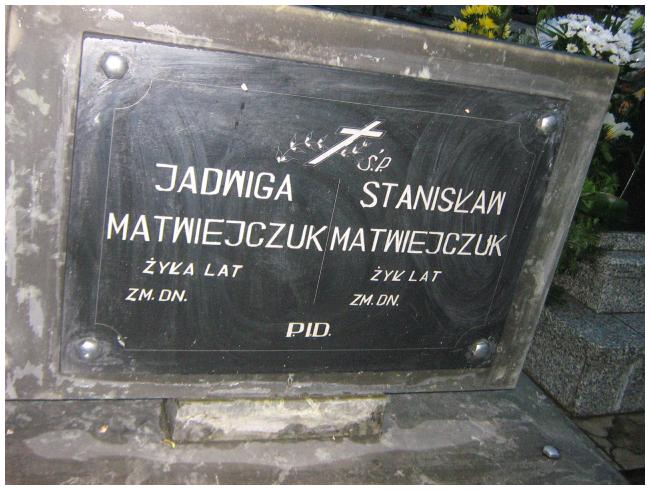 Ś.P.
JADWIGA
MATWIEJCZUK
ŻYŁA LAT
ZM. DN.
STANISŁAW
MATWIEJCZUK
ŻYŁ LAT
ZM. DN.
P.I.D.